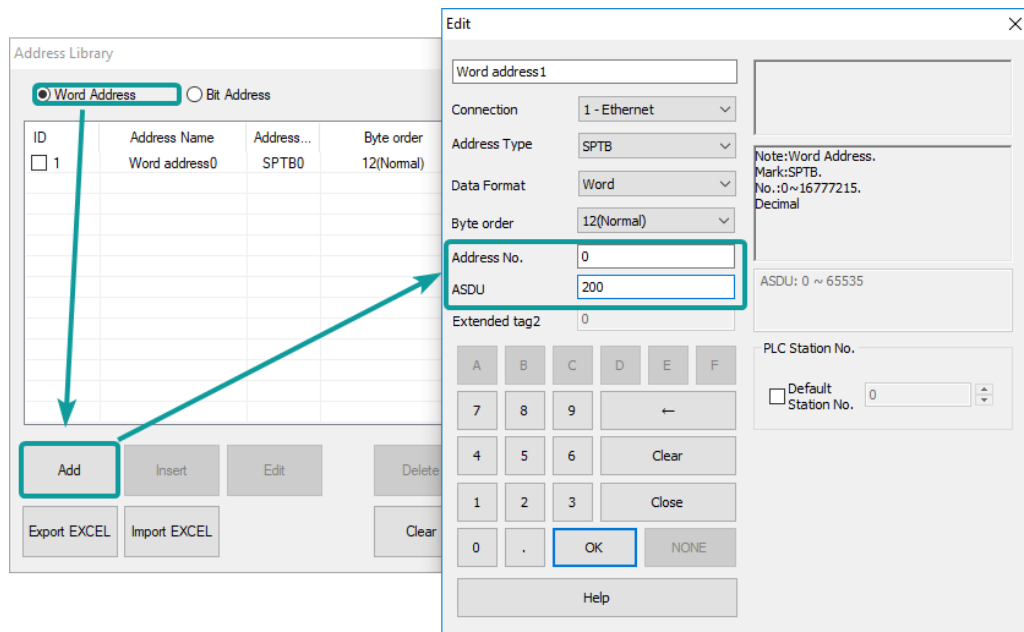 Address Library
Word Address
Bit Address
ID Address Name Address... Byte order
1 Word address0 SPTB0 12(Normal)
Add Insert Edit Delete
Export EXCEL Import EXCEL Clear
Edit
Word address1
Connection 1 - Ethernet
Address Type SPTB
Data Format Word
Byte order 12(Normal)
Address No. 0
ASDU 200
Extended tag2 0
A B C D E F
7 8 9 ←
4 5 6 Clear
1 2 3 Close
0 . OK NONE
Help
Note:Word Address.
Mark:SPTB.
No.:0~16777215.
Decimal
ASDU: 0 ~ 65535
PLC Station No.
Default
Station No. 0